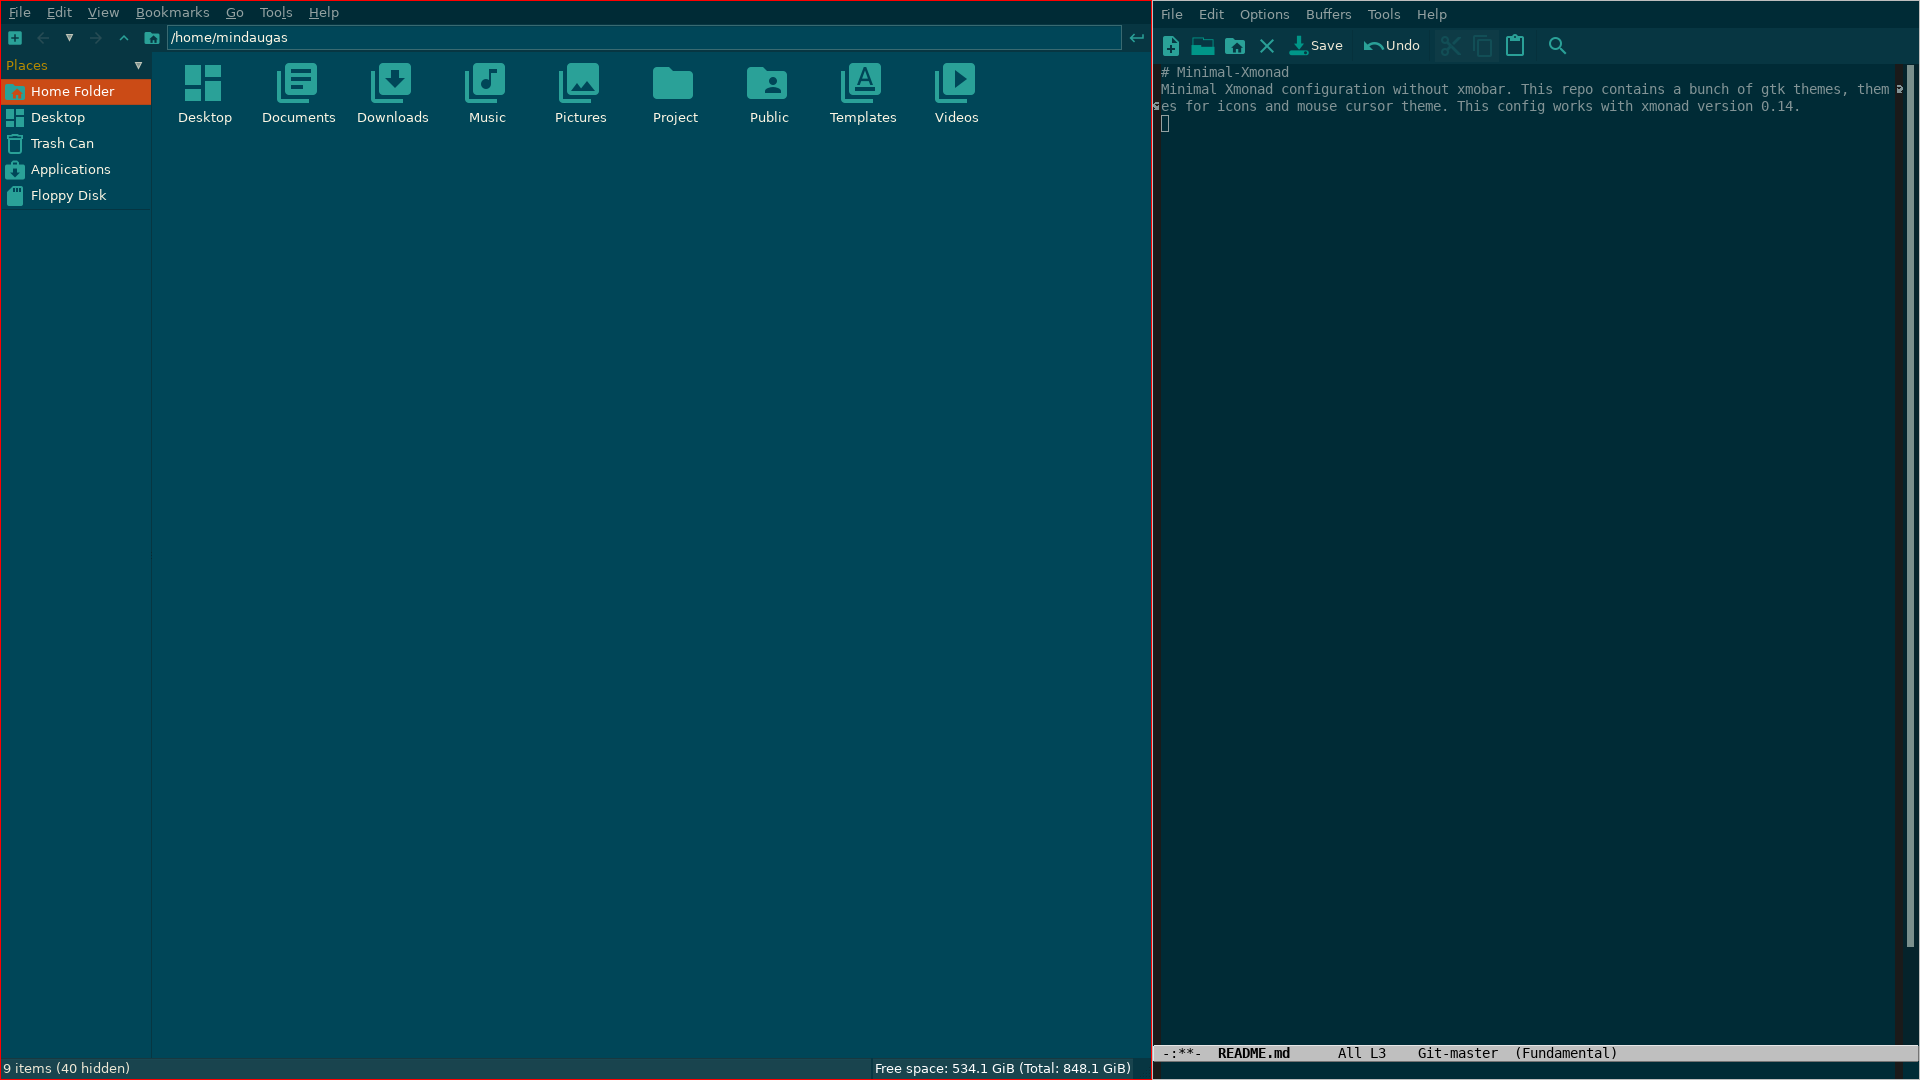 File Edit View Bookmarks Go Tools Help
/home/mindaugas
Places
Home Folder
Desktop
Trash Can
Applications
Floppy Disk
Desktop Documents Downloads Music Pictures Project Public Templates Videos
9 items (40 hidden)
Free space: 534.1 GiB (Total: 848.1 GiB)
File Edit Options Buffers Tools Help
Save Undo
# Minimal-Xmonad
Minimal Xmonad configuration without xmobar. This repo contains a bunch of gtk themes, them
es for icons and mouse cursor theme. This config works with xmonad version 0.14.
-:**- README.md All L3 Git-master (Fundamental)